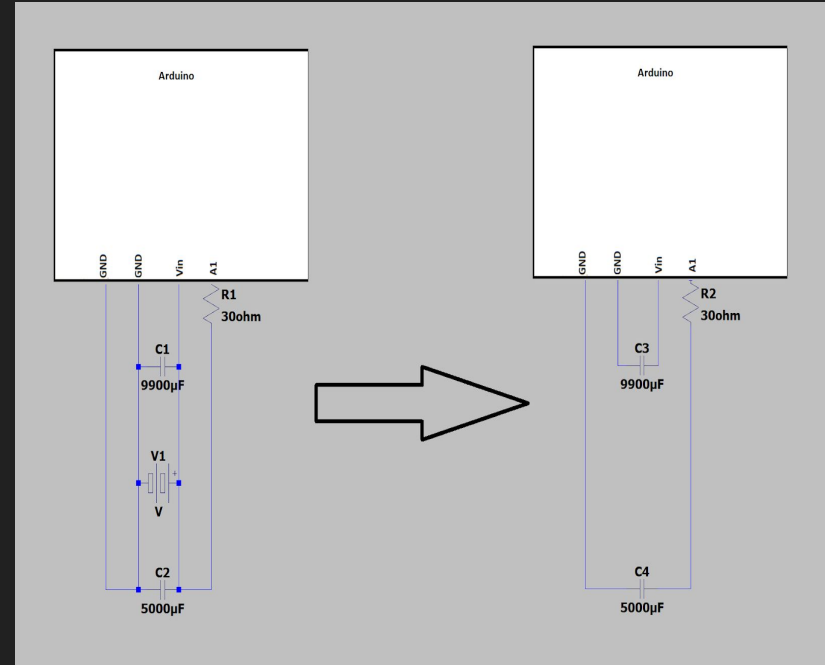 Arduino
GND
GND
Vin
A1
R1
30ohm
C1
9900µF
V1
+
V
C2
5000µF
Arduino
GND
GND
Vin
A1
R2
30ohm
C3
9900µF
C4
5000µF